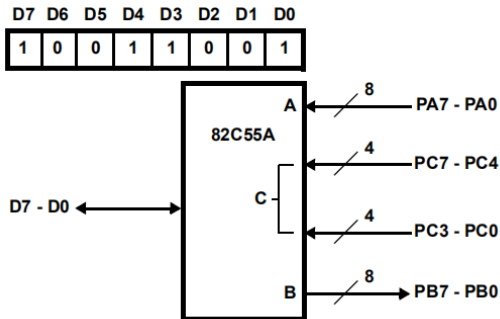 D7 D6 D5 D4 D3 D2 D1 D0
1 0 0 1 1 0 0 1
8
A PA7 - PA0
82C55A
4
PC7 - PC4
C
D7 - D0
4
PC3 - PC0
8
B PB7 - PB0